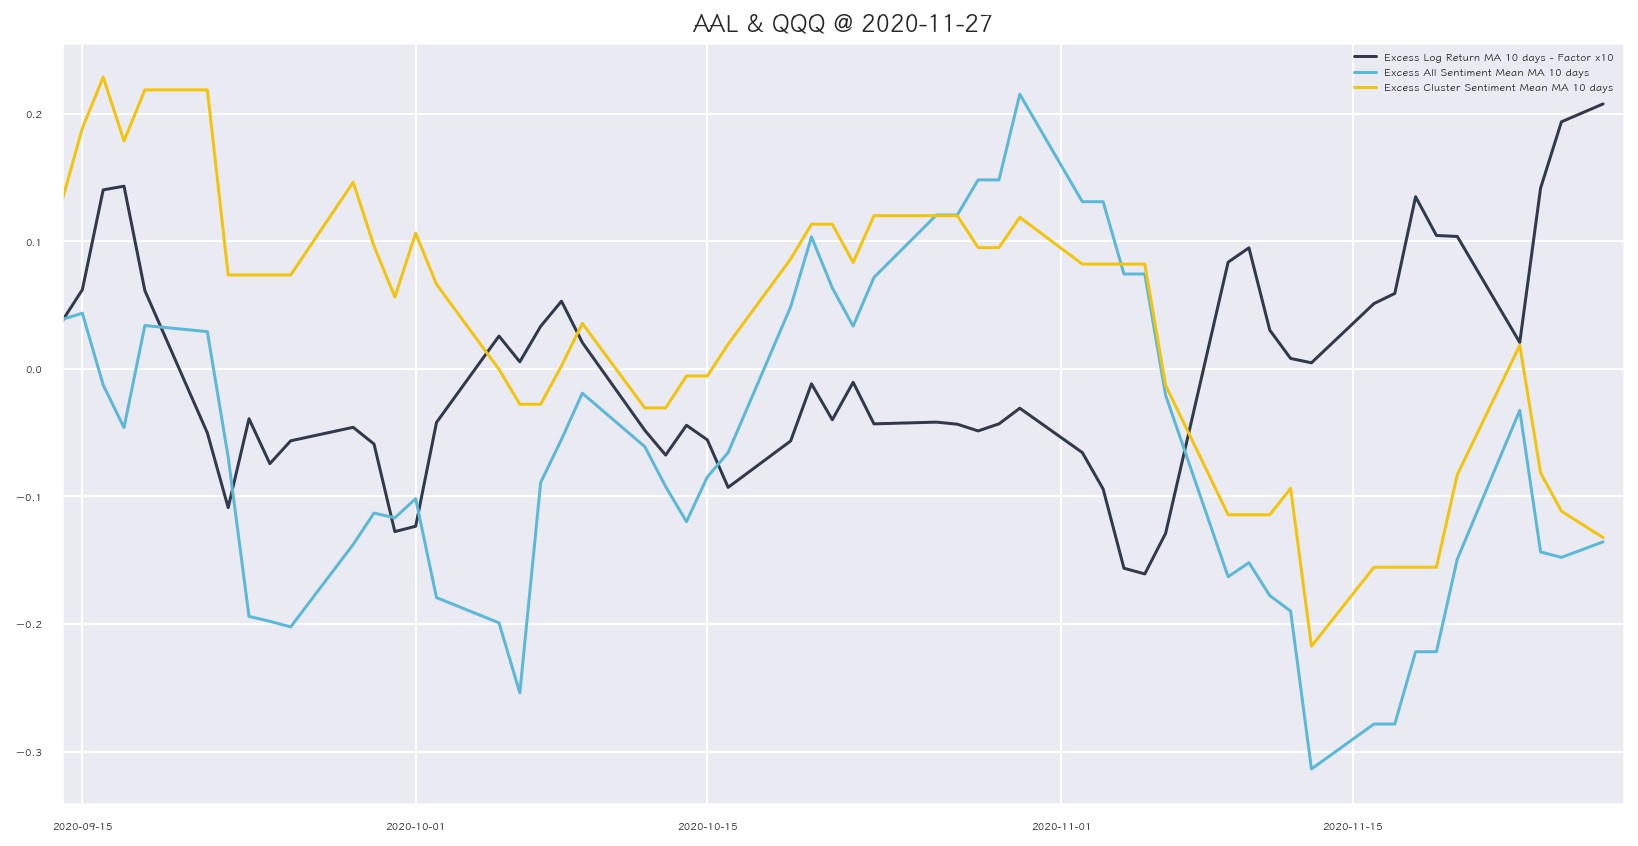 AAL & QQQ @ 2020-11-27
Excess Log Return MA 10 days - Factor x10
Excess All Sentiment Mean MA 10 days
Excess Cluster Sentiment Mean MA 10 days
0.2
0.1
0.0
−0.1
−0.2
−0.3
2020-09-15 2020-10-01 2020-10-15 2020-11-01 2020-11-15